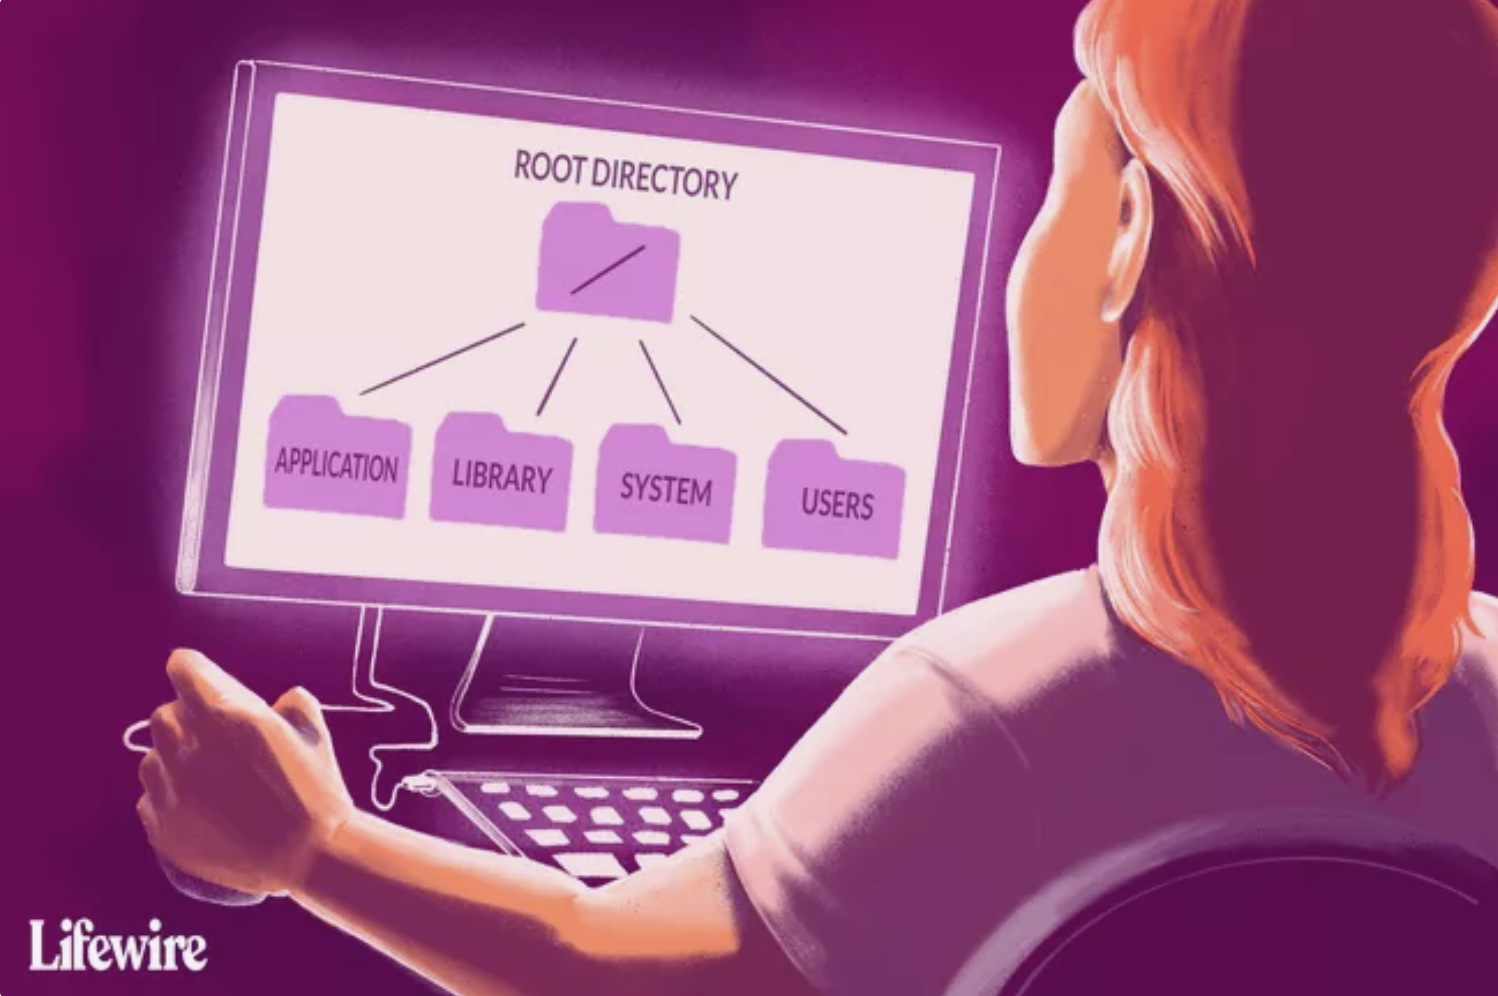 ROOT DIRECTORY
/
APPLICATION
LIBRARY
SYSTEM
USERS
Lifewire